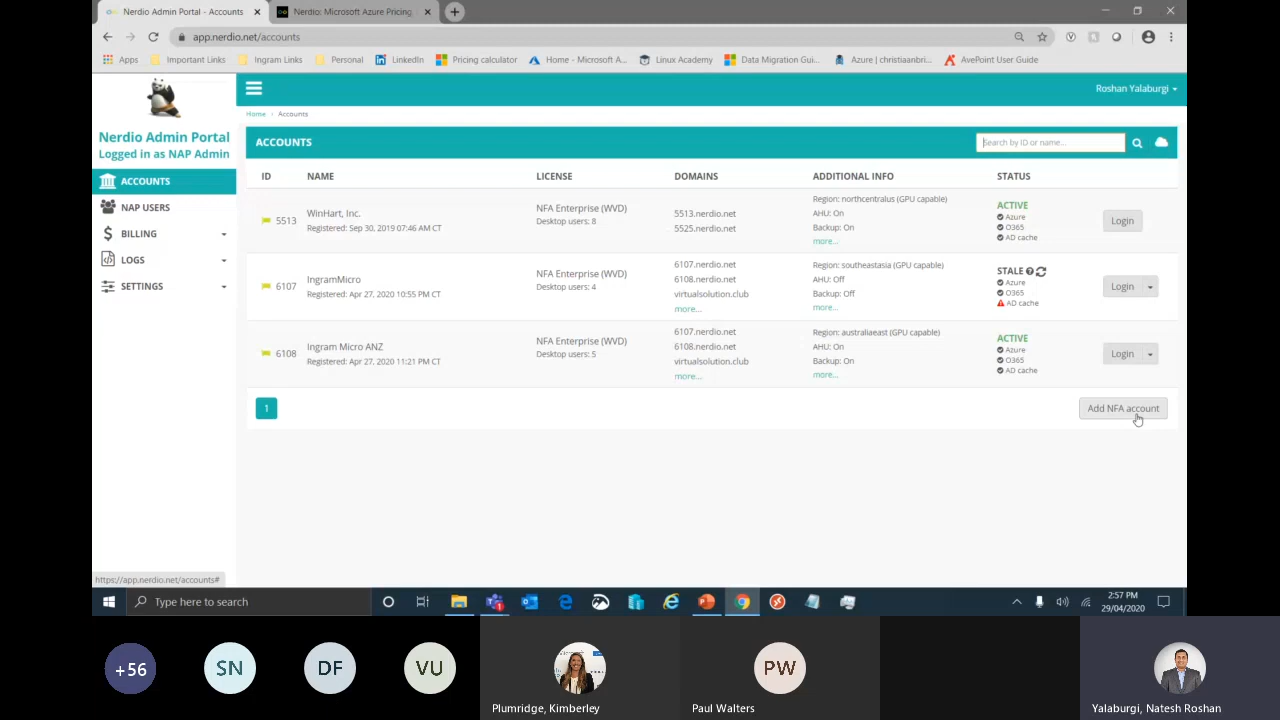 Nerdio Admin Portal - Accounts
Nerdio: Microsoft Azure Pricing
app.nerdio.net/accounts
Apps
Important Links
Ingram Links
Personal
LinkedIn
Pricing calculator
Home - Microsoft A...
Linux Academy
Data Migration Gui...
Azure | christiaanbri...
AvePoint User Guide
Roshan Yalaburgi
Nerdio Admin Portal
Logged in as NAP Admin
ACCOUNTS
NAP USERS
BILLING
LOGS
SETTINGS
Home › Accounts
ACCOUNTS
Search by ID or name...
ID NAME LICENSE DOMAINS ADDITIONAL INFO STATUS
5513
WinHart, Inc.
Registered: Sep 30, 2019 07:46 AM CT
NFA Enterprise (WVD)
Desktop users: 8
5513.nerdio.net
5525.nerdio.net
Region: northcentralus (GPU capable)
AHU: On
Backup: On
more...
ACTIVE
Azure
O365
AD cache
Login
6107
IngramMicro
Registered: Apr 27, 2020 10:55 PM CT
NFA Enterprise (WVD)
Desktop users: 4
6107.nerdio.net
6108.nerdio.net
virtualsolution.club
more...
Region: southeastasia (GPU capable)
AHU: Off
Backup: Off
more...
STALE
Azure
O365
AD cache
Login
6108
Ingram Micro ANZ
Registered: Apr 27, 2020 11:21 PM CT
NFA Enterprise (WVD)
Desktop users: 5
6107.nerdio.net
6108.nerdio.net
virtualsolution.club
more...
Region: australiaeast (GPU capable)
AHU: On
Backup: On
more...
ACTIVE
Azure
O365
AD cache
Login
1
Add NFA account
https://app.nerdio.net/accounts#
Type here to search
2:57 PM
29/04/2020
+56
SN
DF
VU
PW
Plumridge, Kimberley
Paul Walters
Yalaburgi, Natesh Roshan